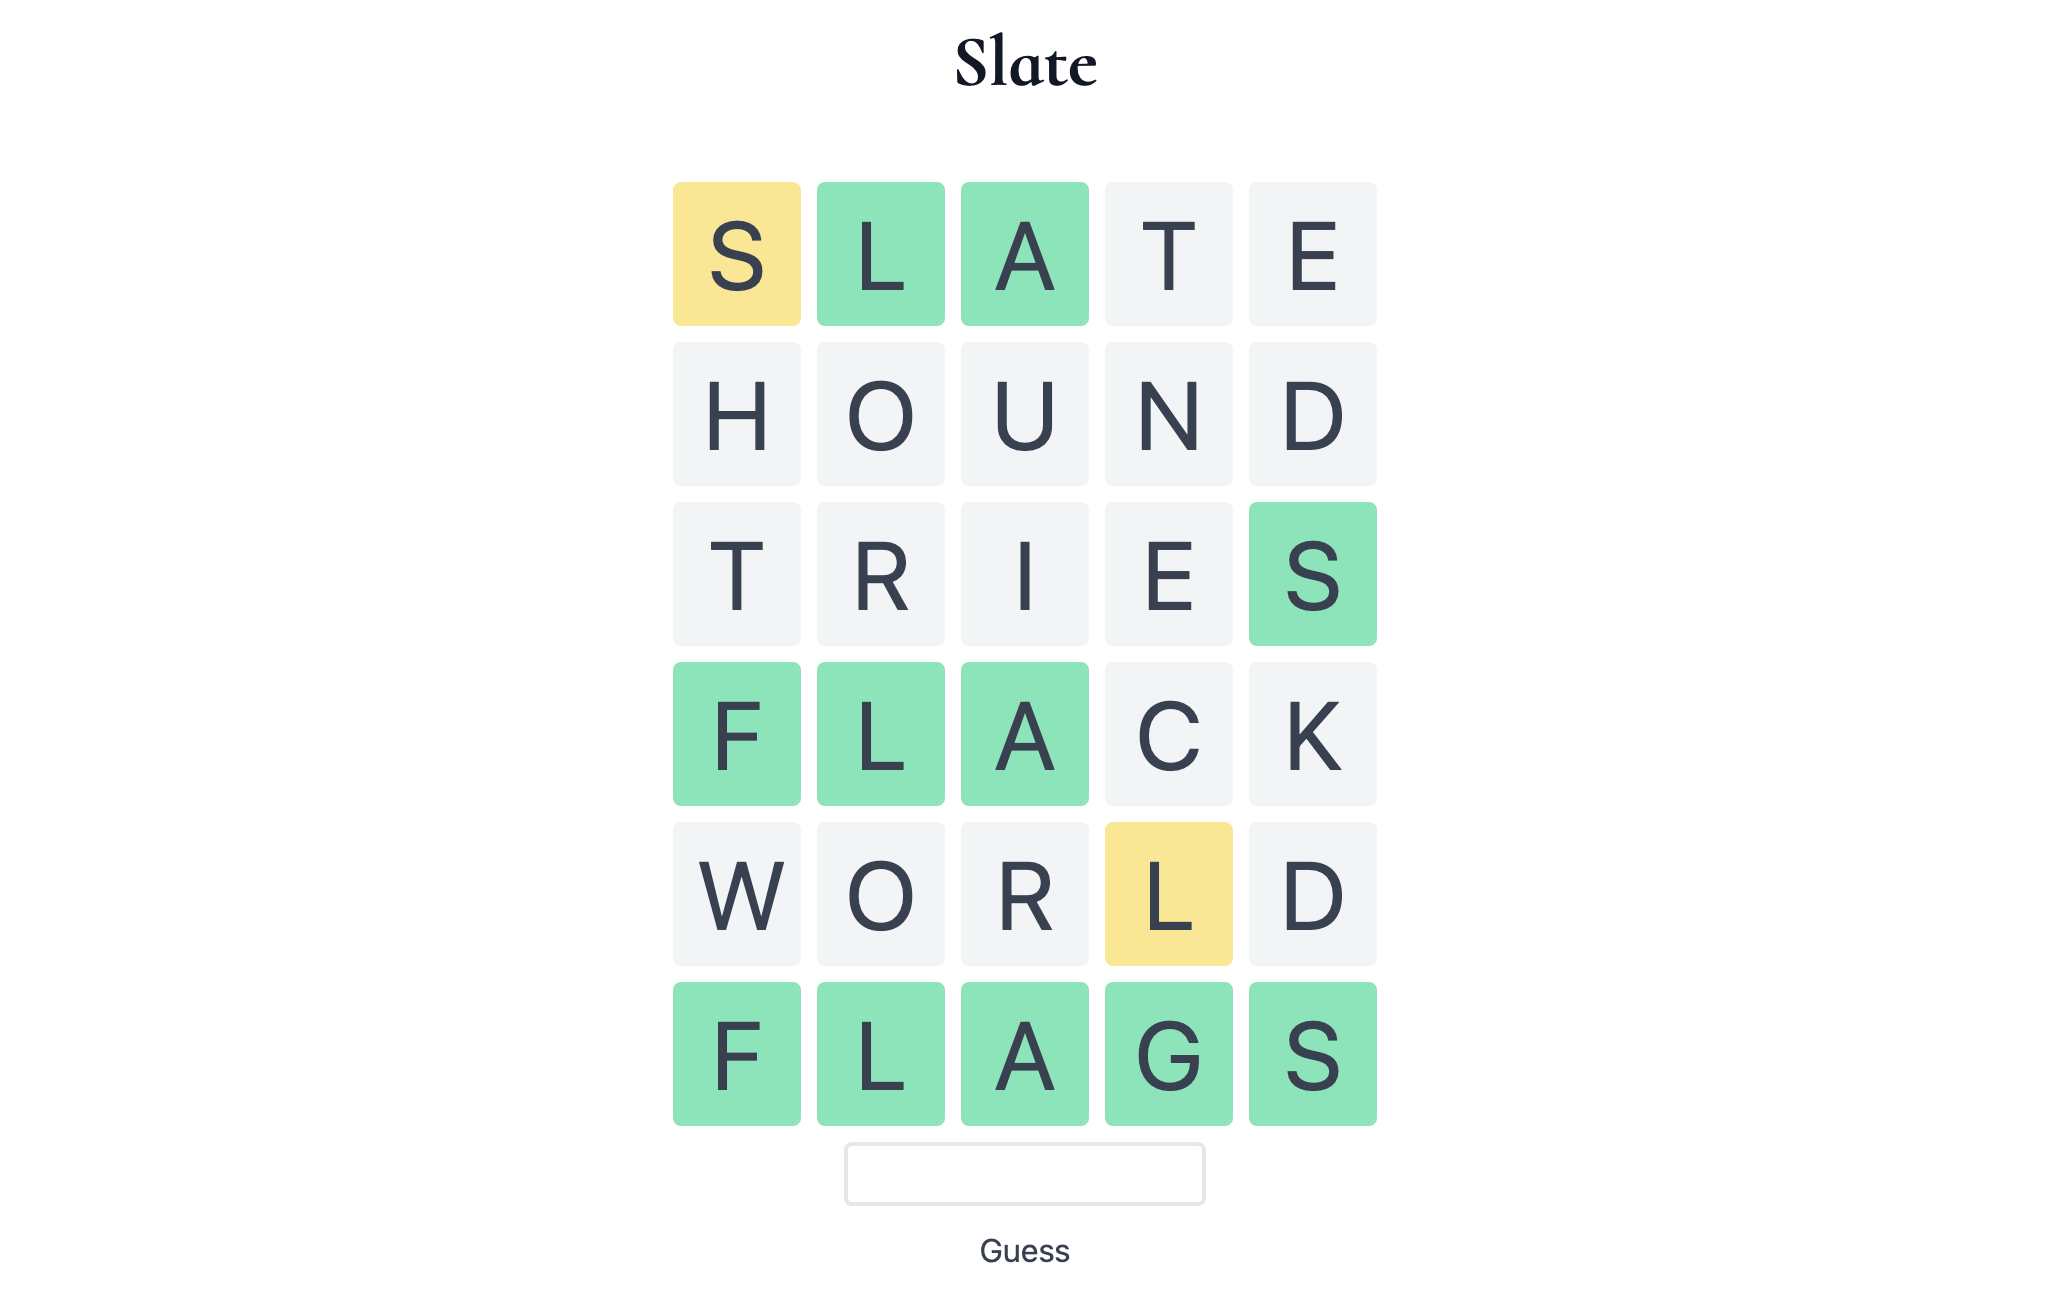 Slate
S L A T E
H O U N D
T R I E S
F L A C K
W O R L D
F L A G S
Guess